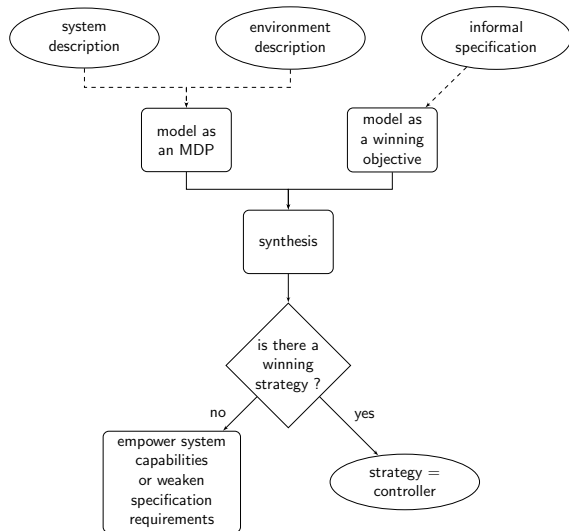 system
description
environment
description
informal
specification
model as
an MDP
model as
a winning
objective
synthesis
is there a
winning
strategy ?
no
yes
empower system
capabilities
or weaken
specification
requirements
strategy =
controller